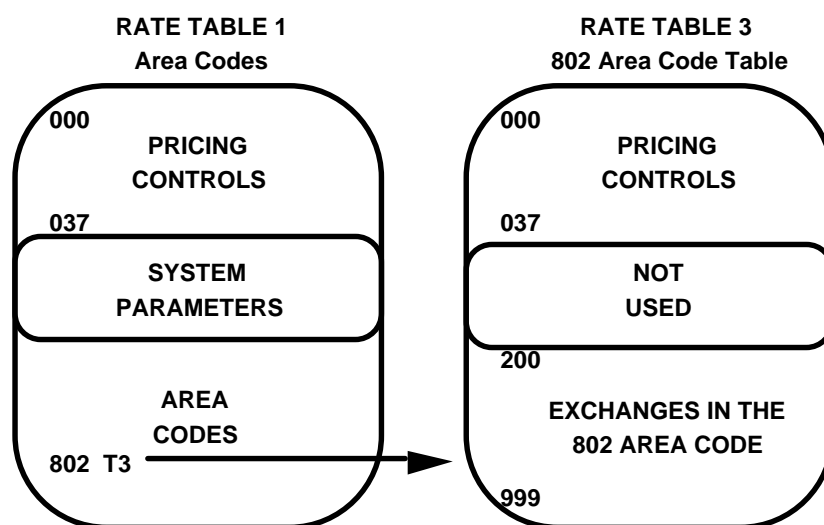 RATE TABLE 1
Area Codes
000
PRICING
CONTROLS
037
SYSTEM
PARAMETERS
AREA
CODES
802 T3
RATE TABLE 3
802 Area Code Table
000
PRICING
CONTROLS
037
NOT
USED
200
EXCHANGES IN THE
802 AREA CODE
999